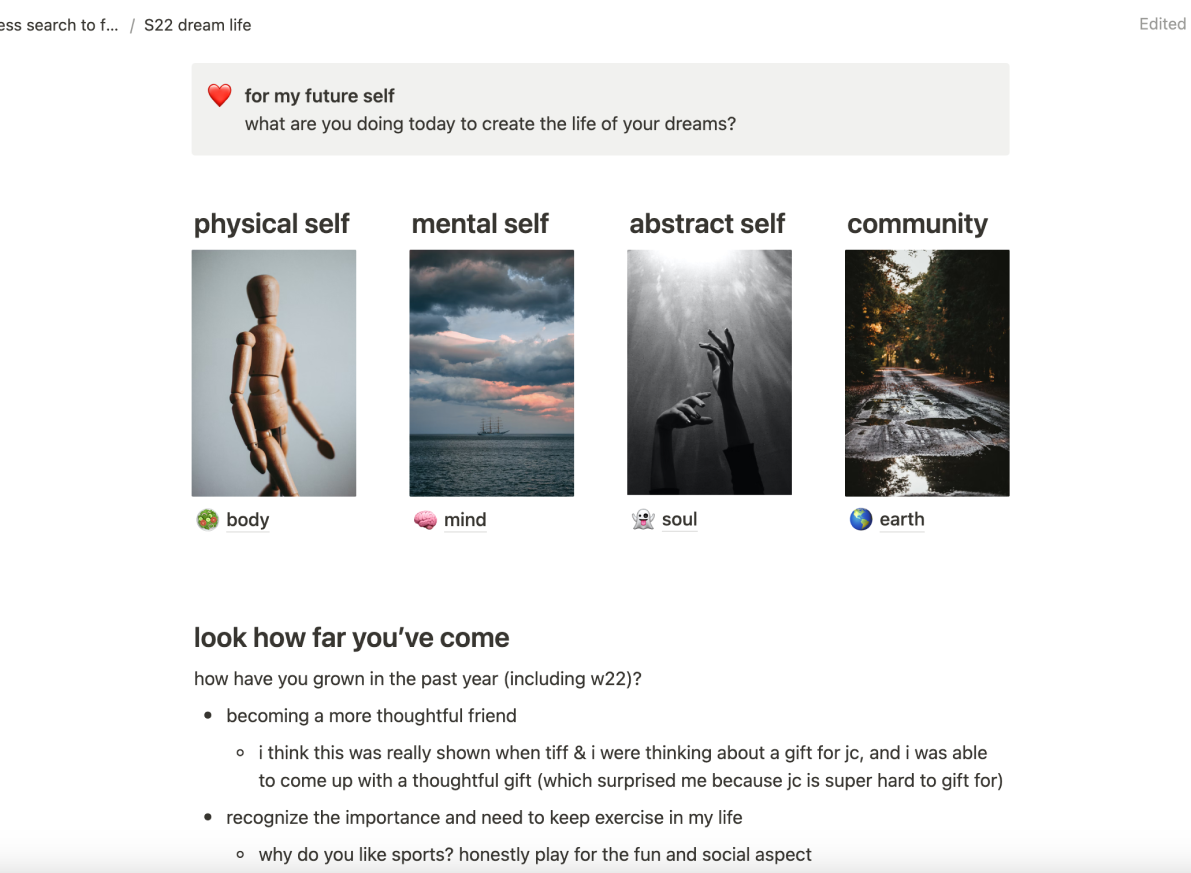 ess search to f... / S22 dream life
Edited
for my future self
what are you doing today to create the life of your dreams?
physical self
mental self
abstract self
community
body
mind
soul
earth
look how far you’ve come
how have you grown in the past year (including w22)?
becoming a more thoughtful friend
i think this was really shown when tiff & i were thinking about a gift for jc, and i was able
to come up with a thoughtful gift (which surprised me because jc is super hard to gift for)
recognize the importance and need to keep exercise in my life
why do you like sports? honestly play for the fun and social aspect